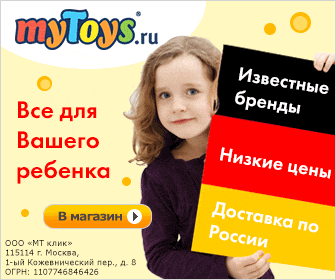 myToys®.ru
Все для
Вашего
ребенка
Известные
бренды
Низкие цены
Доставка по
России
В магазин
ООО «МТ клик»
115114 г. Москва,
1-ый Кожевнический пер., д. 8
ОГРН: 1107746846426